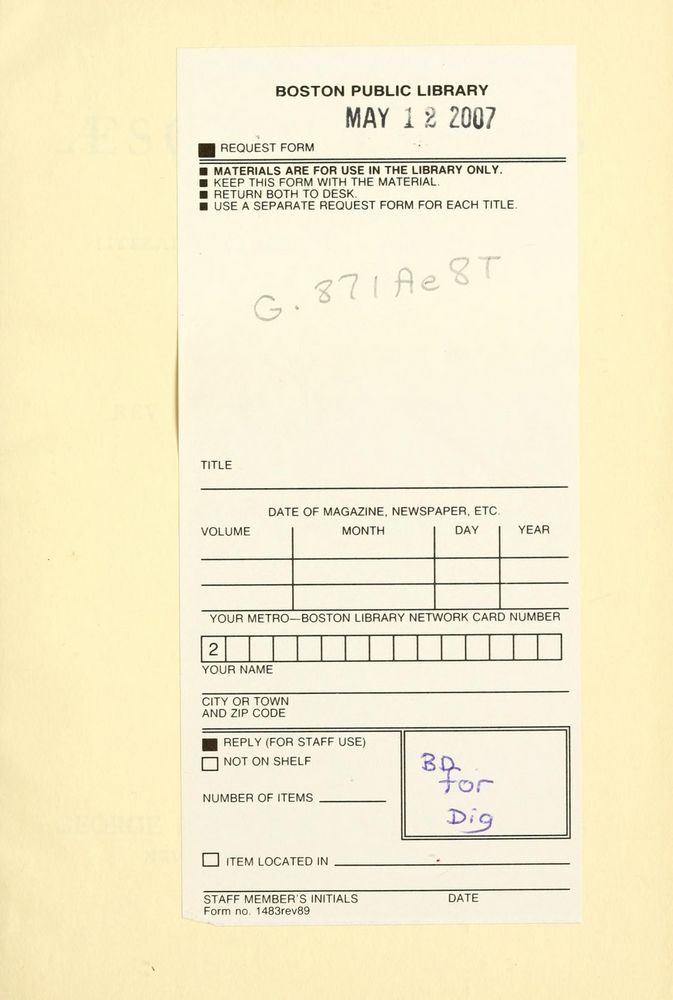 BOSTON PUBLIC LIBRARY
MAY 12 2007
REQUEST FORM
MATERIALS ARE FOR USE IN THE LIBRARY ONLY.
KEEP THIS FORM WITH THE MATERIAL.
RETURN BOTH TO DESK.
USE A SEPARATE REQUEST FORM FOR EACH TITLE.
G. 871Ae8T
TITLE
DATE OF MAGAZINE, NEWSPAPER, ETC.
VOLUME MONTH DAY YEAR
YOUR METRO—BOSTON LIBRARY NETWORK CARD NUMBER
2
YOUR NAME
CITY OR TOWN
AND ZIP CODE
REPLY (FOR STAFF USE)
NOT ON SHELF
NUMBER OF ITEMS
BD
for
Dig
ITEM LOCATED IN
STAFF MEMBER'S INITIALS DATE
Form no. 1483rev89